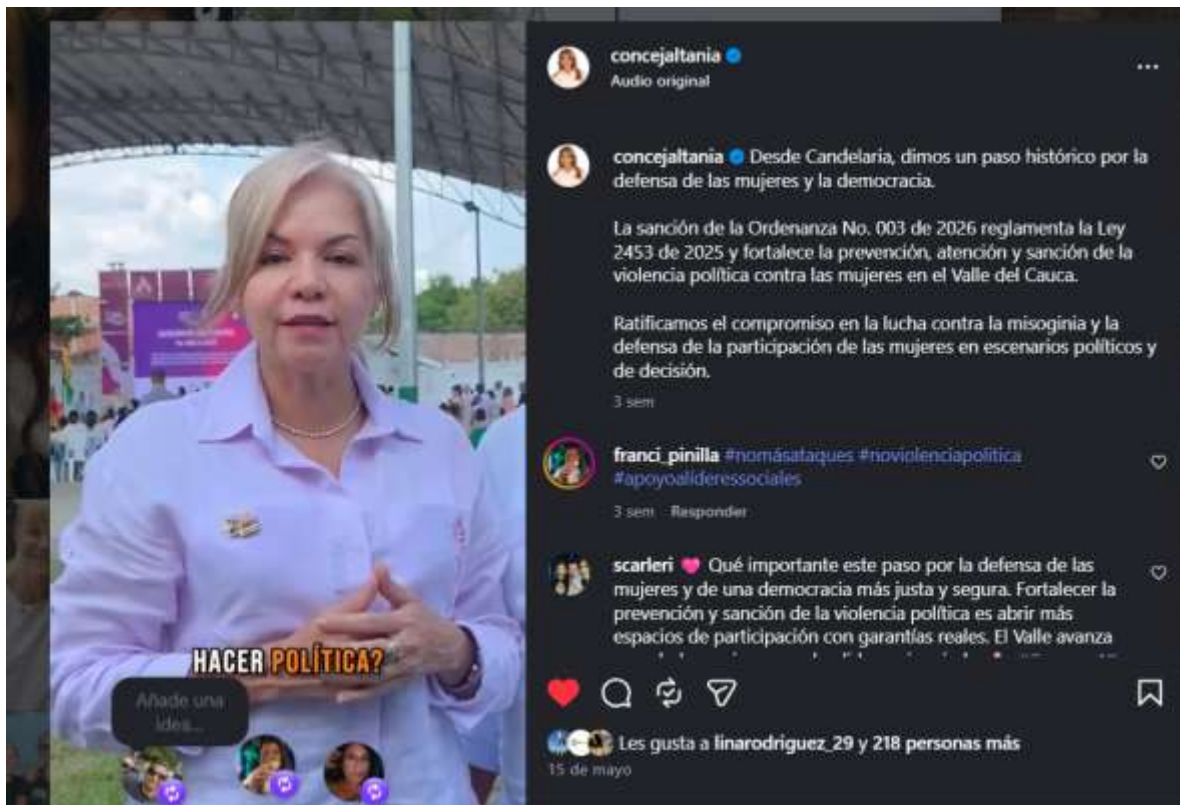 concejaltania
Audio original
concejaltania Desde Candelaria, dimos un paso histórico por la
defensa de las mujeres y la democracia.
La sanción de la Ordenanza No. 003 de 2026 reglamenta la Ley
2453 de 2025 y fortalece la prevención, atención y sanción de la
violencia política contra las mujeres en el Valle del Cauca.
Ratificamos el compromiso en la lucha contra la misoginia y la
defensa de la participación de las mujeres en escenarios políticos y
de decisión.
3 sem
franci_pinilla #nomásataques #noviolenciapolítica
#apoyoalideressociales
3 sem Responder
scarleri Qué importante este paso por la defensa de las
mujeres y de una democracia más justa y segura. Fortalecer la
prevención y sanción de la violencia política es abrir más
espacios de participación con garantías reales. El Valle avanza
HACER POLÍTICA?
Añade una
idea...
Les gusta a linarodriguez_29 y 218 personas más
15 de mayo